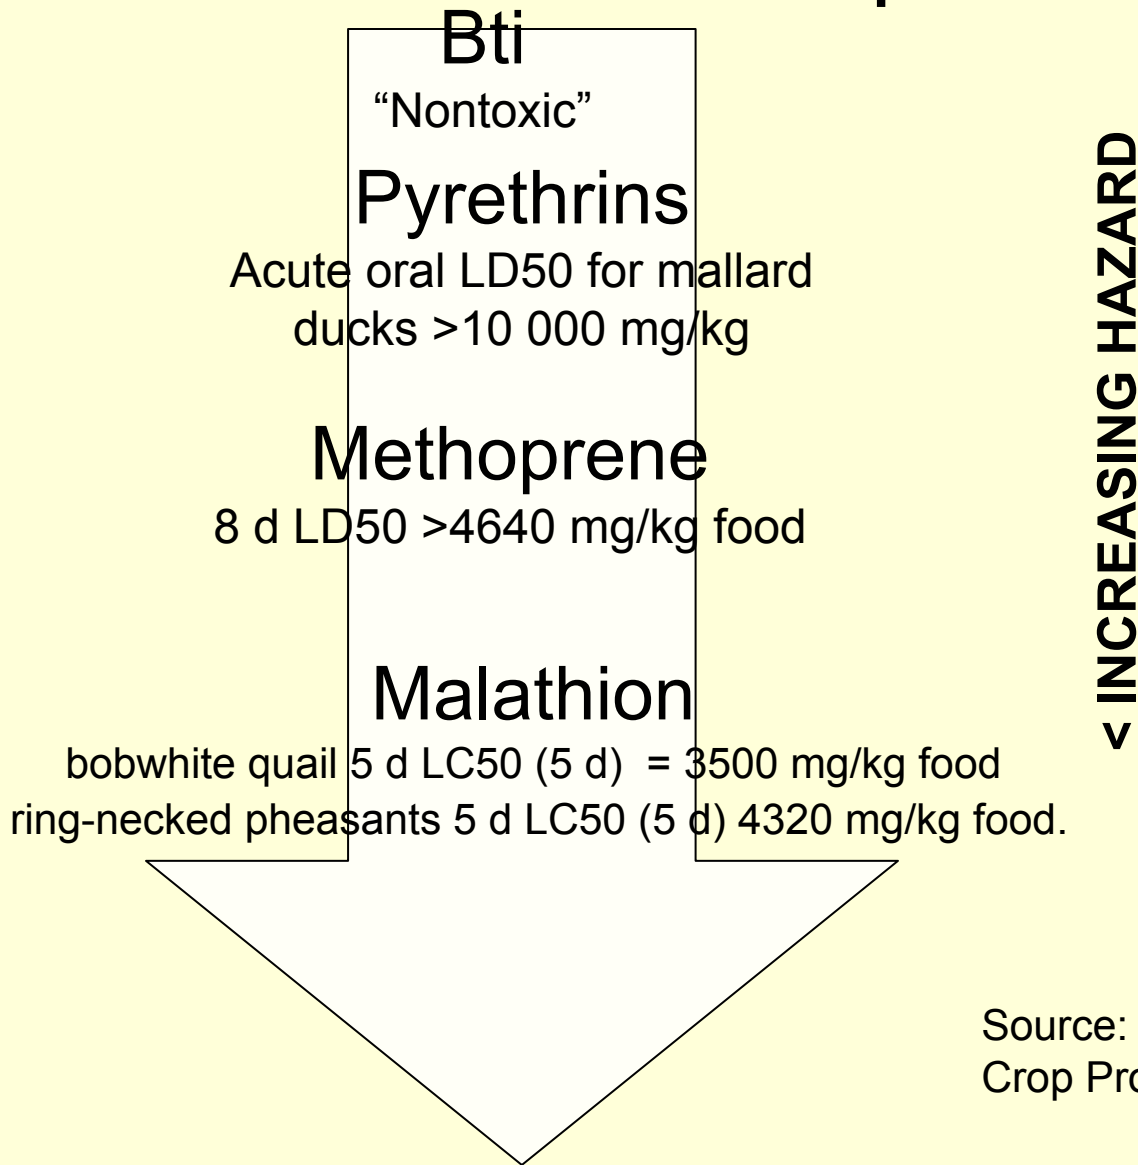 Bti
“Nontoxic”
Pyrethrins
Acute oral LD50 for mallard
ducks >10 000 mg/kg
Methoprene
8 d LD50 >4640 mg/kg food
Malathion
bobwhite quail 5 d LC50 (5 d) = 3500 mg/kg food
ring-necked pheasants 5 d LC50 (5 d) 4320 mg/kg food.
< INCREASING HAZARD
Source:
Crop